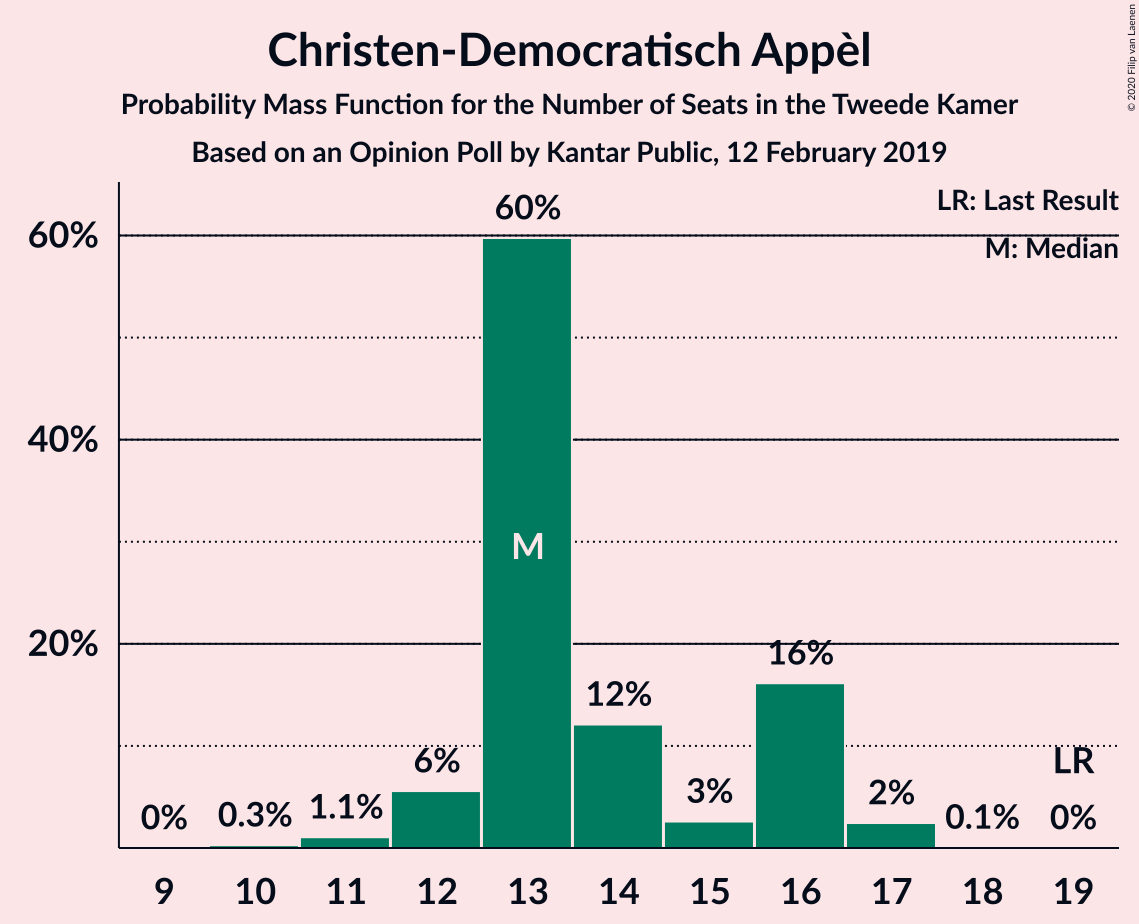 Christen-Democratisch Appèl
Probability Mass Function for the Number of Seats in the Tweede Kamer
Based on an Opinion Poll by Kantar Public, 12 February 2019
© 2020 Filip van Laenen
LR: Last Result
M: Median
60%
40%
20%
0%
0.3%
1.1%
6%
60%
M
12%
3%
16%
2%
0.1%
LR
0%
9 10 11 12 13 14 15 16 17 18 19